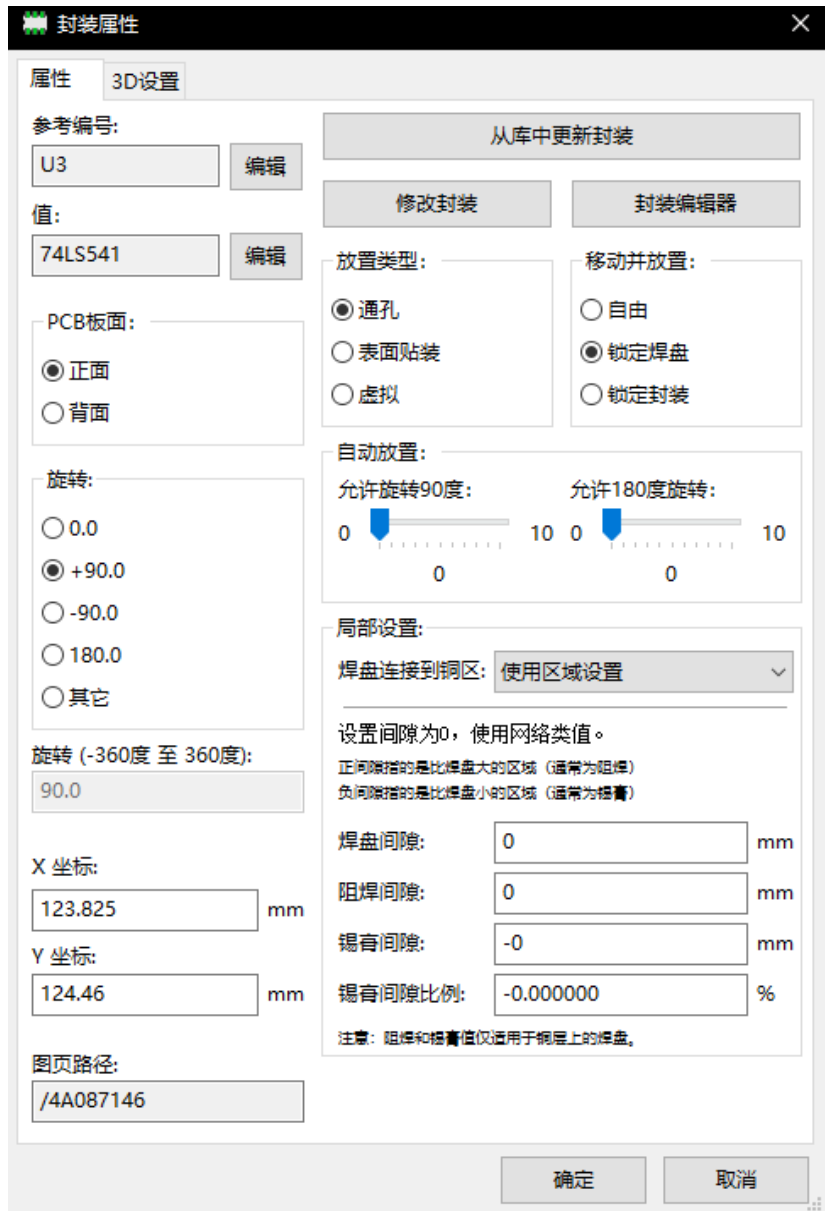 封装属性
属性
3D设置
参考编号:
U3
编辑
值:
74LS541
编辑
PCB板面:
正面
背面
旋转:
0.0
+90.0
-90.0
180.0
其它
旋转 (-360度 至 360度):
90.0
X 坐标:
123.825 mm
Y 坐标:
124.46 mm
图页路径:
/4A087146
从库中更新封装
修改封装
封装编辑器
放置类型:
通孔
表面贴装
虚拟
移动并放置:
自由
锁定焊盘
锁定封装
自动放置:
允许旋转90度:
0 10
0
允许180度旋转:
0 10
0
局部设置:
焊盘连接到铜区: 使用区域设置
设置间隙为0，使用网络类值。
正间隙指的是比焊盘大的区域（通常为阻焊）
负间隙指的是比焊盘小的区域（通常为锡膏）
焊盘间隙: 0 mm
阻焊间隙: 0 mm
锡膏间隙: -0 mm
锡膏间隙比例: -0.000000 %
注意：阻焊和锡膏值仅适用于铜层上的焊盘。
确定
取消